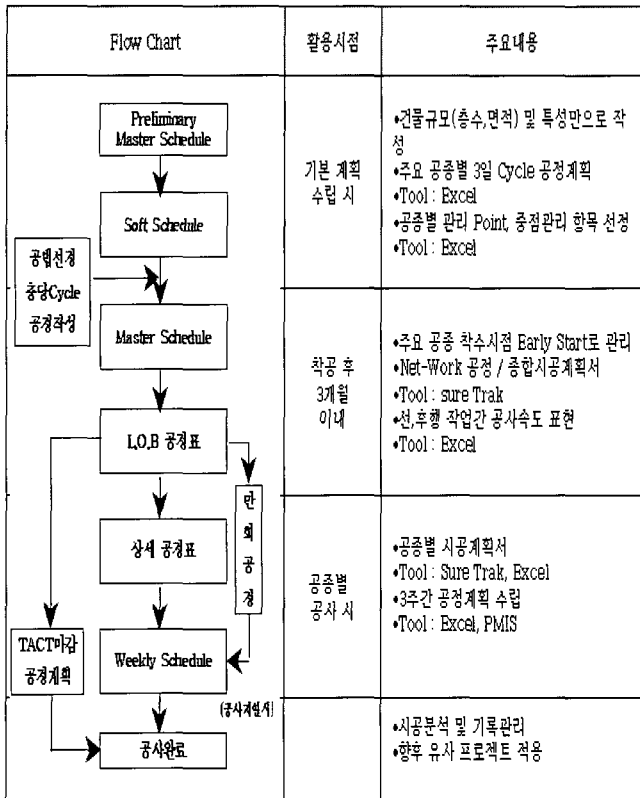 Flow Chart
활용시점
주요내용
Preliminary
Master Schedule
Soft Schedule
공법선정
층당Cycle
공정작성
Master Schedule
L.O.B 공정표
만
회
공
정
상세 공정표
TACT마감
공정계획
Weekly Schedule
공사완료
기본 계획
수립 시
•건물규모(층수,면적) 및 특성만으로 작
성
•주요 공종별 3일 Cycle 공정계획
•Tool : Excel
•공종별 관리 Point, 중점관리 항목 선정
•Tool : Excel
착공 후
3개월
이내
•주요 공종 착수시점 Early Start로 관리
•Net-Work 공정 / 종합시공계획서
•Tool : sure Trak
•선,후행 작업간 공사속도 표현
•Tool : Excel
공종별
공사 시
•공종별 시공계획서
•Tool : Sure Trak, Excel
•3주간 공정계획 수립
•Tool : Excel, PMIS
•시공분석 및 기록관리
•향후 유사 프로젝트 적용